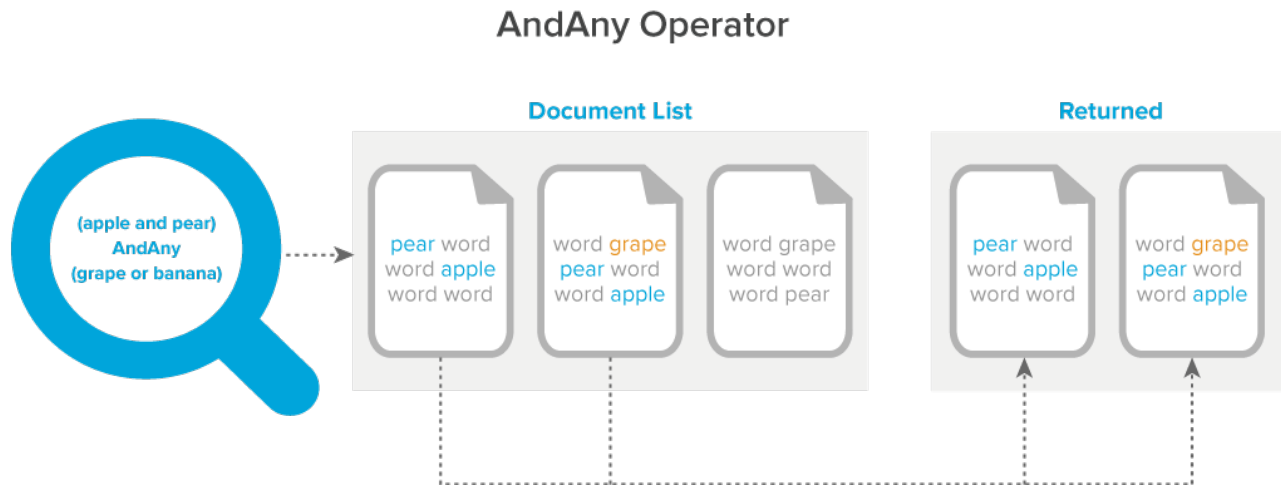 AndAny Operator
Document List
Returned
(apple and pear)
AndAny
(grape or banana)
pear word
word apple
word word
word grape
pear word
word apple
word grape
word word
word pear
pear word
word apple
word word
word grape
pear word
word apple